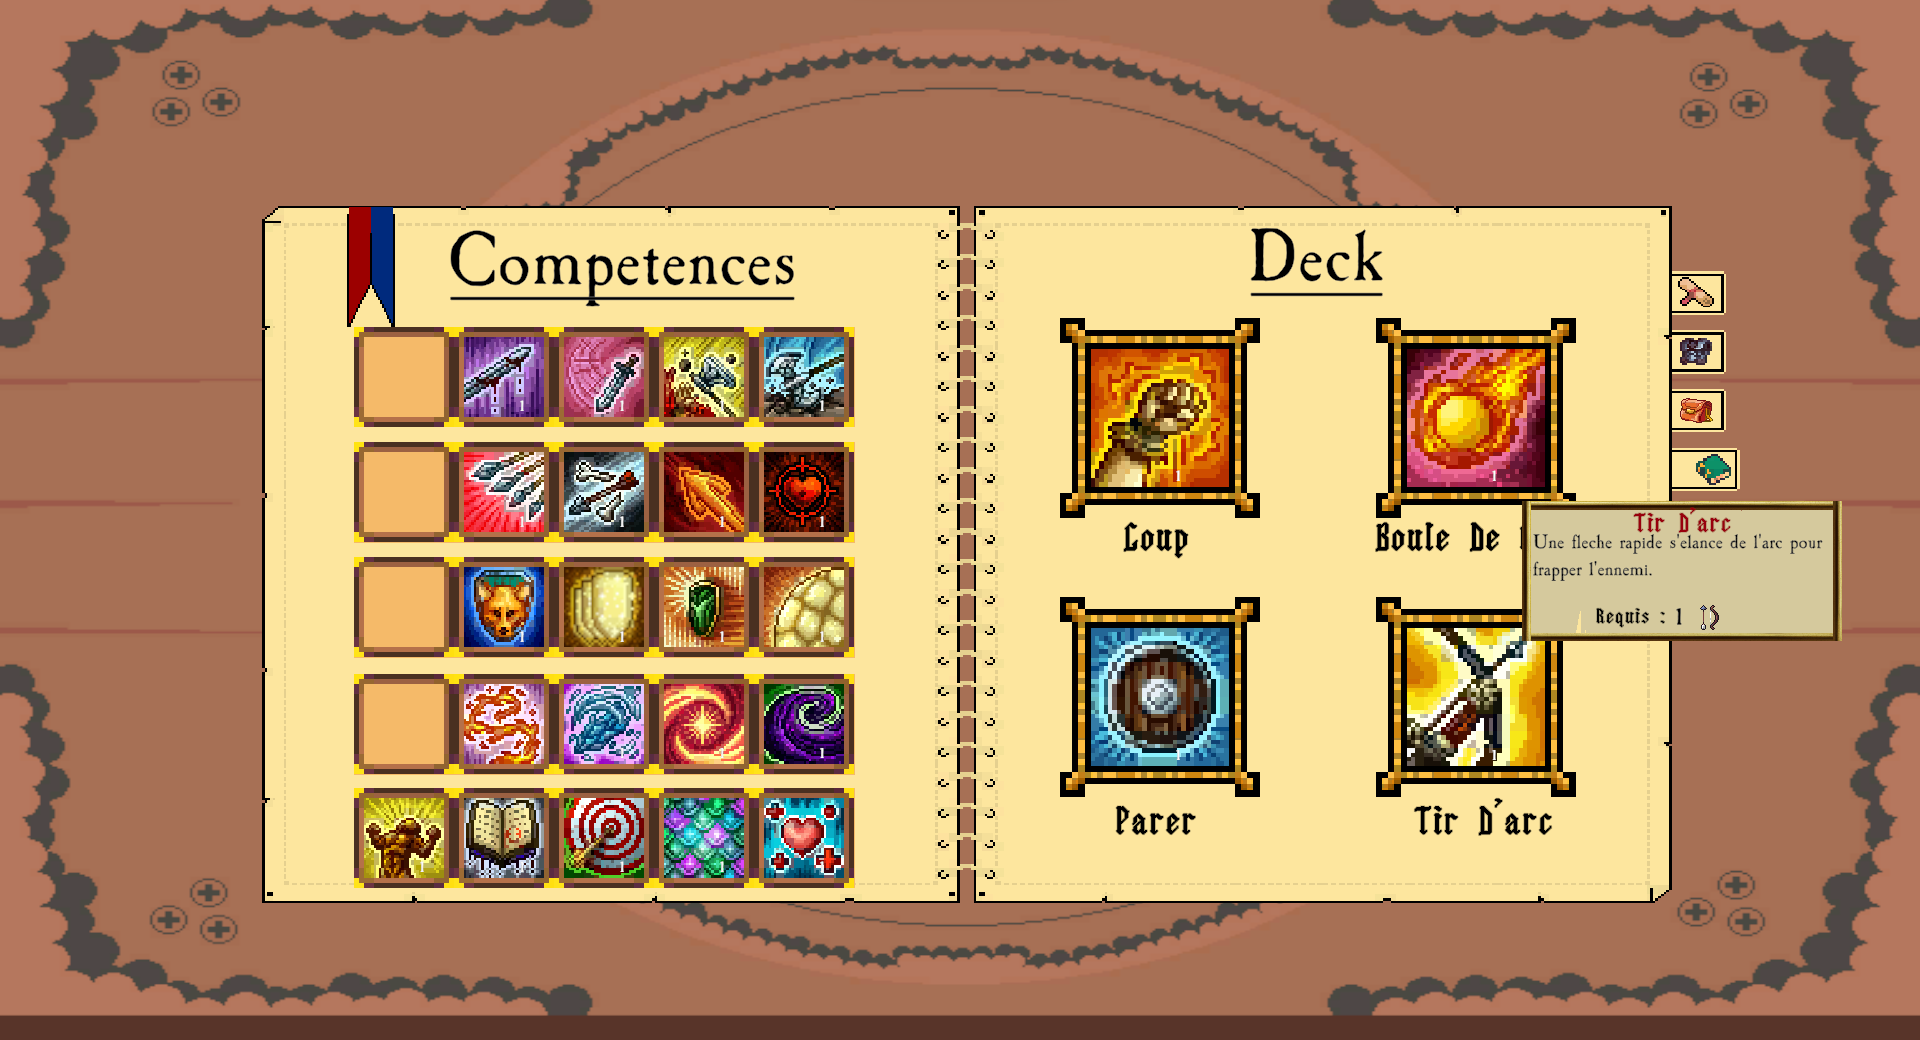 Competences
Deck
Loup
Boule De
Tir D'arc
Une fleche rapide s'elance de l'arc pour
frapper l'ennemi.
Requis : 1
Parer
Tir D'arc